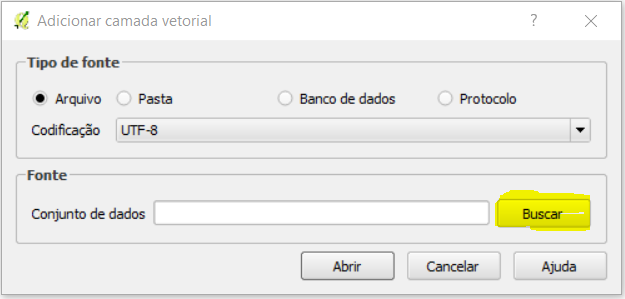 Adicionar camada vetorial ?
Tipo de fonte
Arquivo Pasta Banco de dados Protocolo
Codificação UTF-8
Fonte
Conjunto de dados Buscar
Abrir Cancelar Ajuda